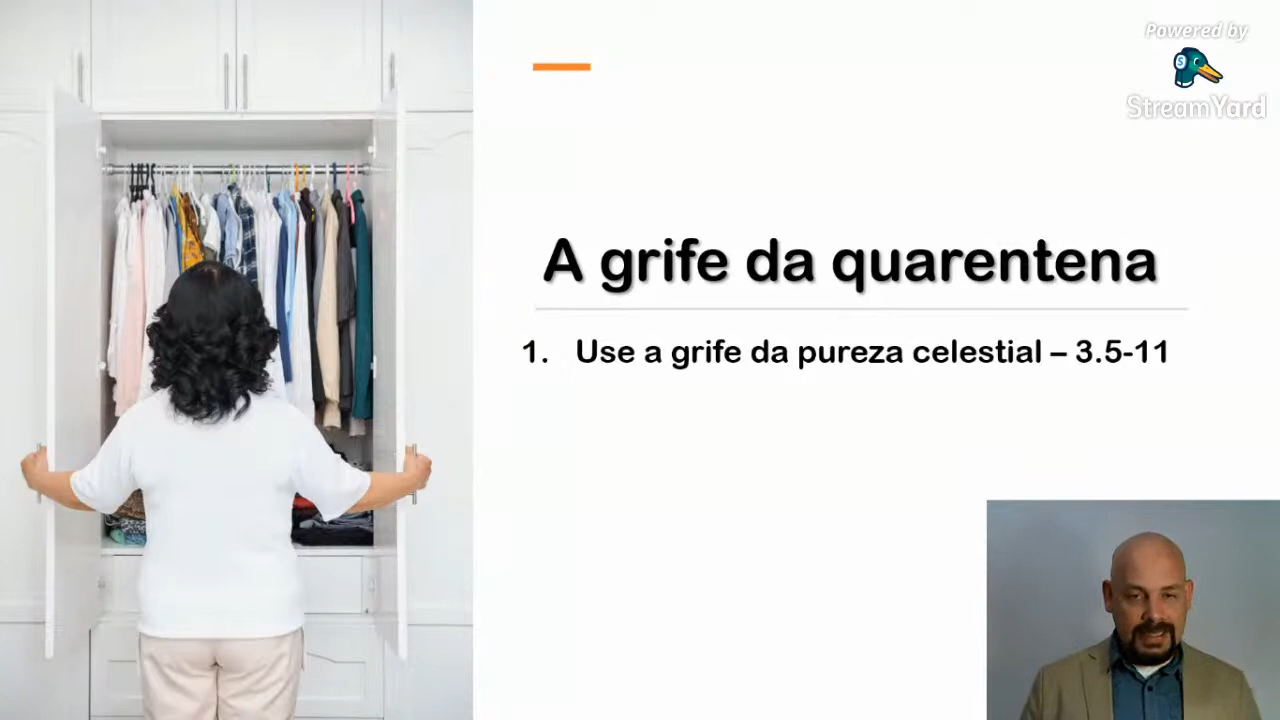 Powered by
StreamYard
A grife da quarentena
1. Use a grife da pureza celestial – 3.5-11